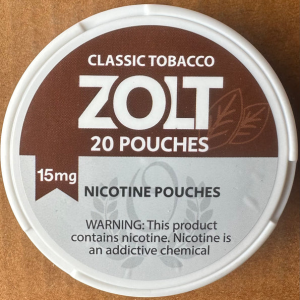 CLASSIC TOBACCO
ZOLT
20 POUCHES
15mg
NICOTINE POUCHES
WARNING: This product
contains nicotine. Nicotine is
an addictive chemical